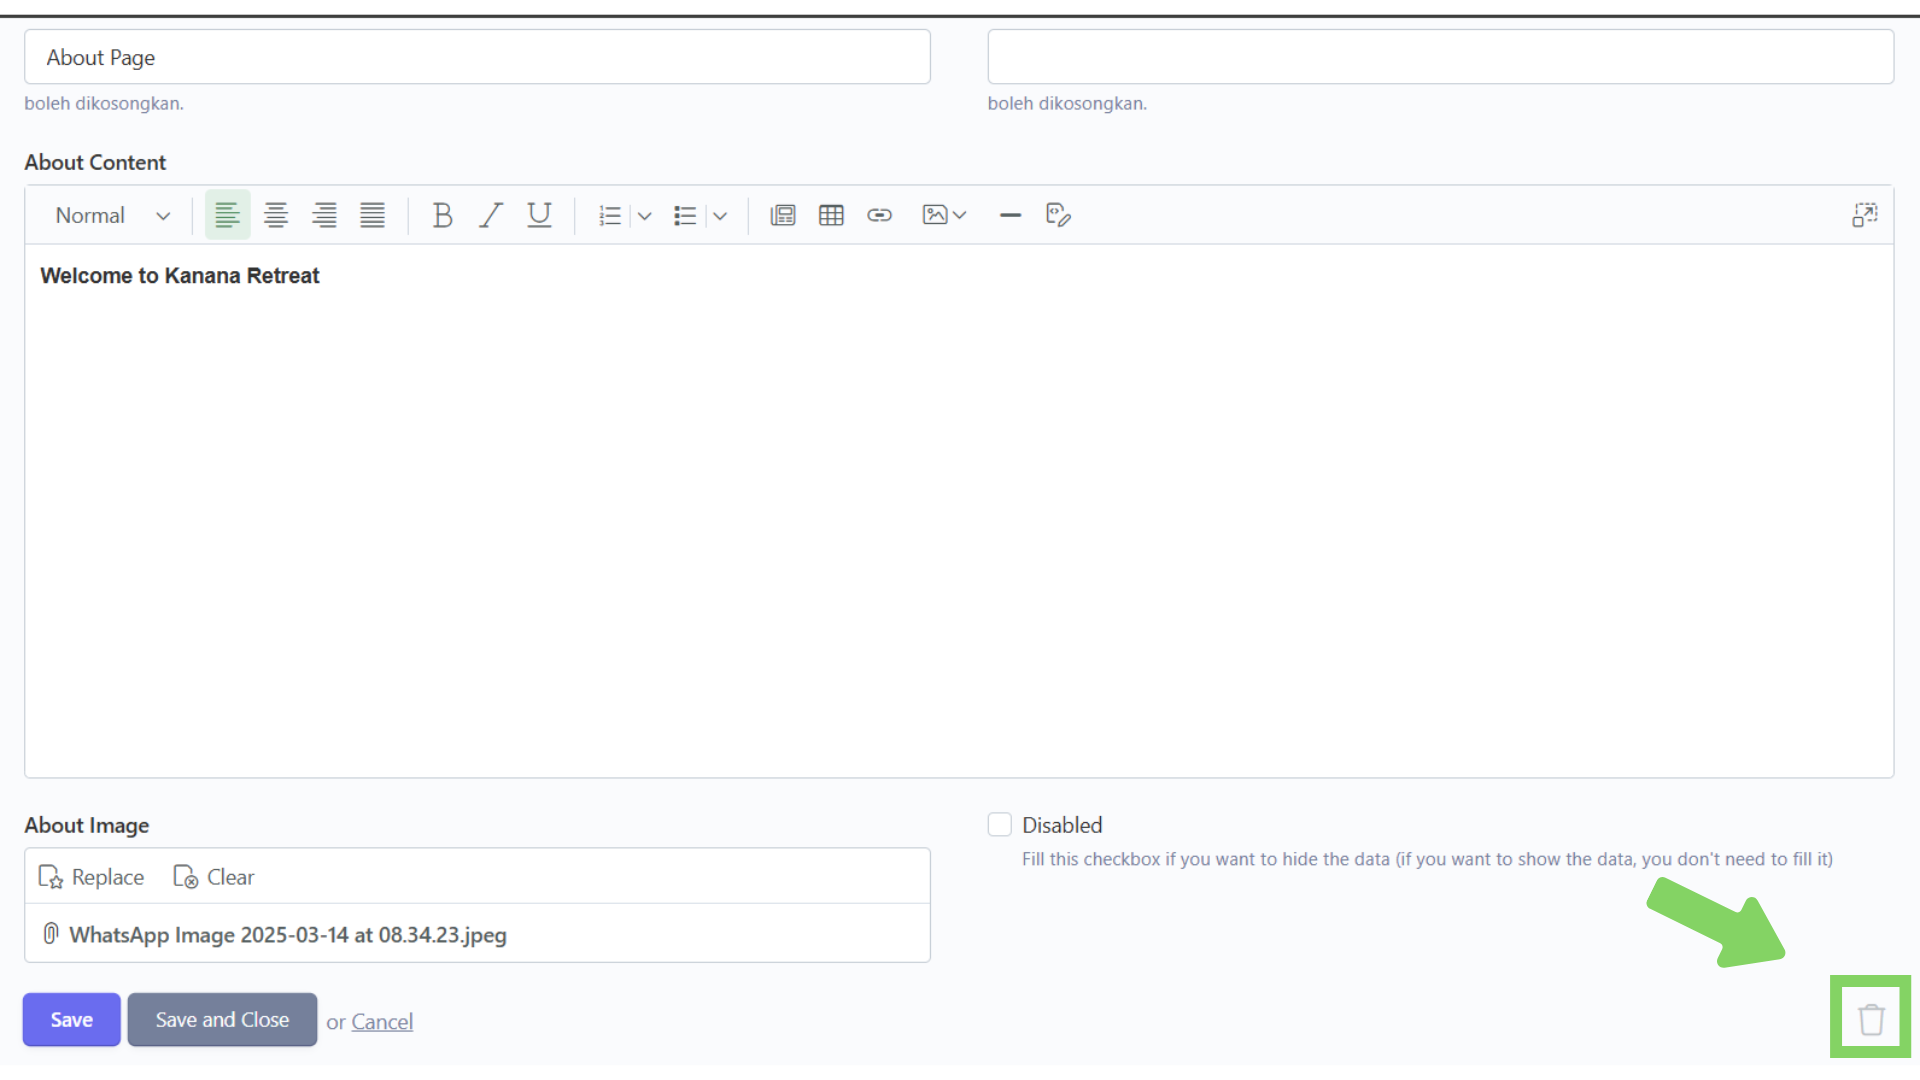 About Page
boleh dikosongkan.
boleh dikosongkan.
About Content
Normal
Welcome to Kanana Retreat
About Image
Replace Clear
WhatsApp Image 2025-03-14 at 08.34.23.jpeg
Disabled
Fill this checkbox if you want to hide the data (if you want to show the data, you don't need to fill it)
Save Save and Close or Cancel